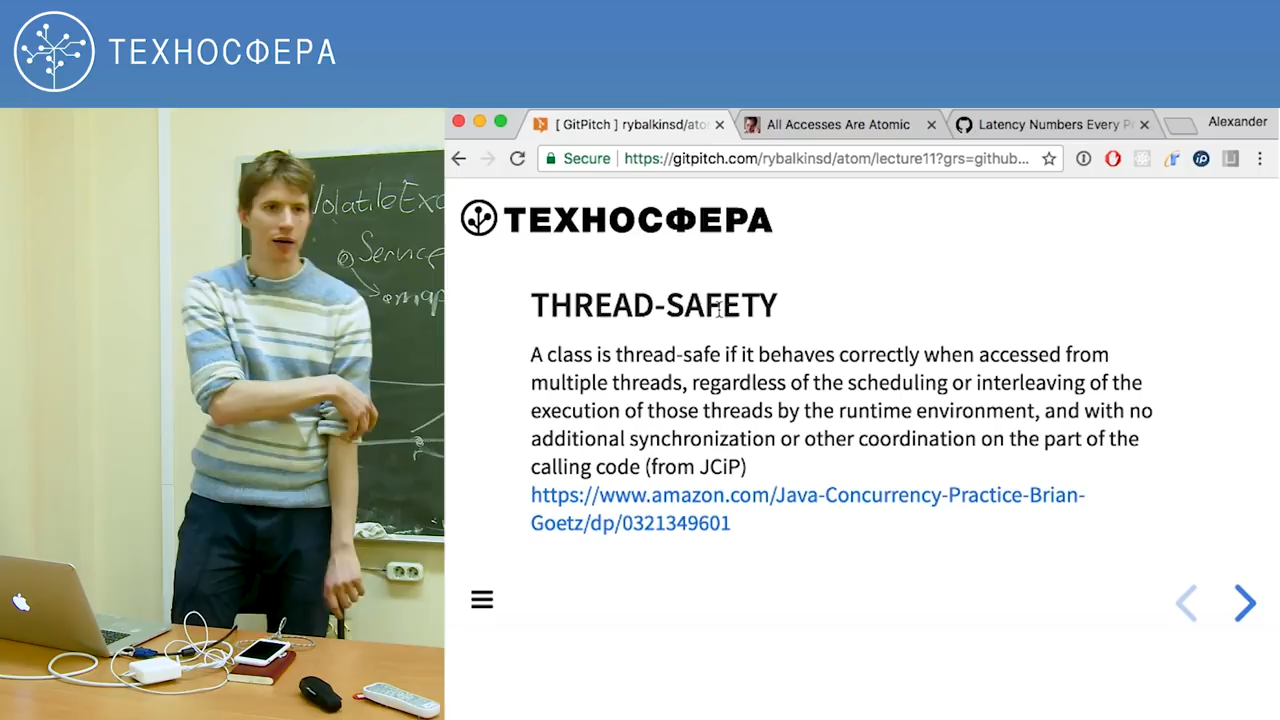 ТЕХНОСФЕРА
[ GitPitch ] rybalkinsd/ato
All Accesses Are Atomic
Latency Numbers Every P
Alexander
Secure
https://gitpitch.com/rybalkinsd/atom/lecture11?grs=github...
VolatileExa
Service
ТЕХНОСФЕРА
THREAD-SAFETY
A class is thread-safe if it behaves correctly when accessed from
multiple threads, regardless of the scheduling or interleaving of the
execution of those threads by the runtime environment, and with no
additional synchronization or other coordination on the part of the
calling code (from JCiP)
https://www.amazon.com/Java-Concurrency-Practice-Brian-
Goetz/dp/0321349601